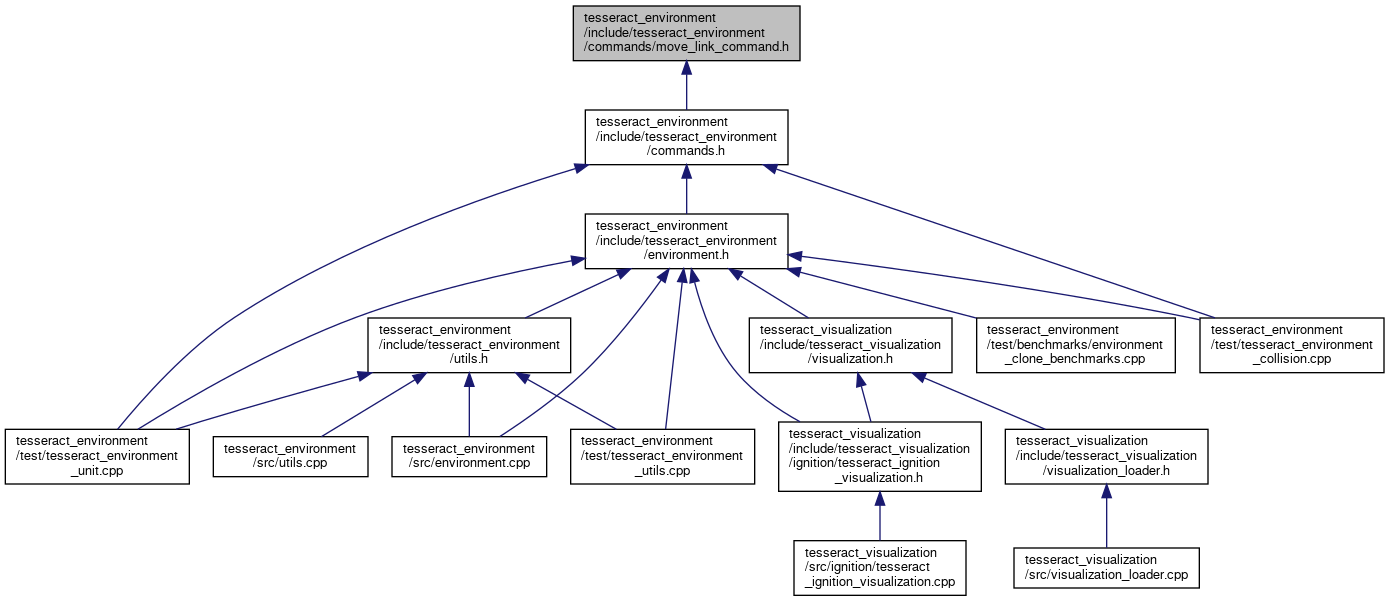 tesseract_environment
/include/tesseract_environment
/commands/move_link_command.h
tesseract_environment
/include/tesseract_environment
/commands.h
tesseract_environment
/include/tesseract_environment
/environment.h
tesseract_environment
/include/tesseract_environment
/utils.h
tesseract_visualization
/include/tesseract_visualization
/visualization.h
tesseract_environment
/test/benchmarks/environment
_clone_benchmarks.cpp
tesseract_environment
/test/tesseract_environment
_collision.cpp
tesseract_environment
/test/tesseract_environment
_unit.cpp
tesseract_environment
/src/utils.cpp
tesseract_environment
/src/environment.cpp
tesseract_environment
/test/tesseract_environment
_utils.cpp
tesseract_visualization
/include/tesseract_visualization
/ignition/tesseract_ignition
_visualization.h
tesseract_visualization
/include/tesseract_visualization
/visualization_loader.h
tesseract_visualization
/src/ignition/tesseract
_ignition_visualization.cpp
tesseract_visualization
/src/visualization_loader.cpp